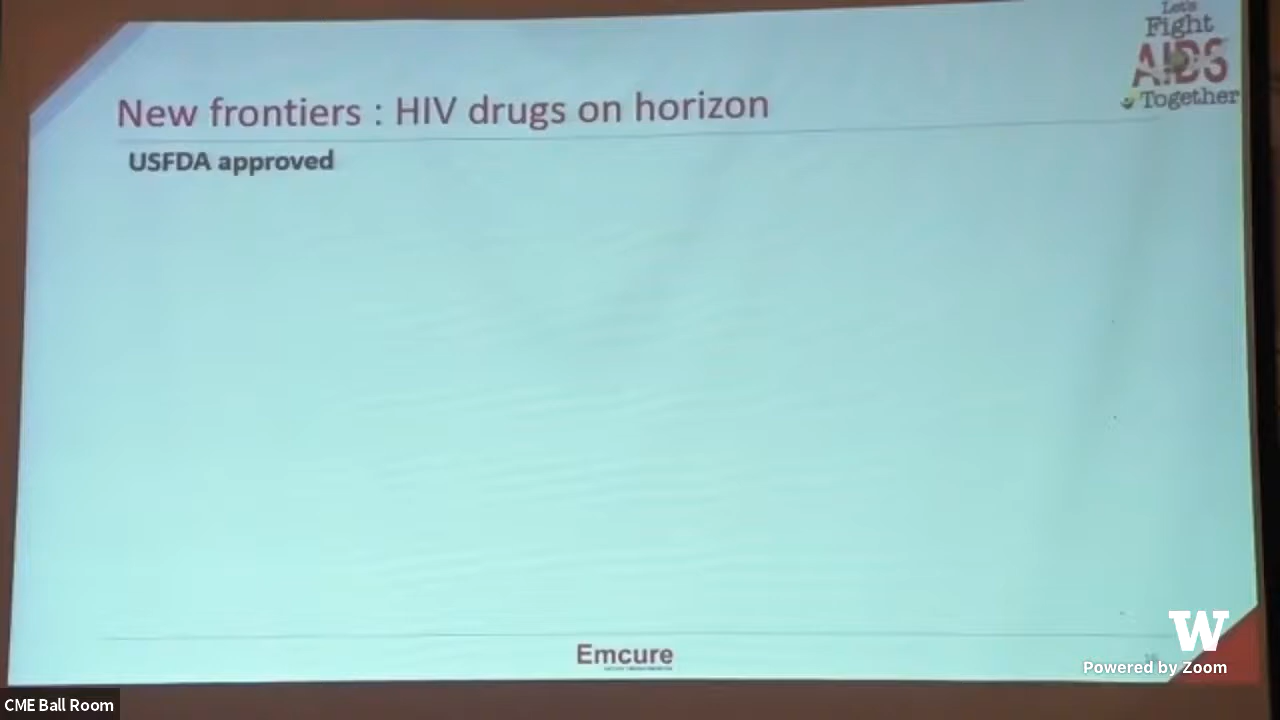 Let's
Fight
AIDS
Together
New frontiers : HIV drugs on horizon
USFDA approved
Emcure
W
Powered by Zoom
CME Ball Room